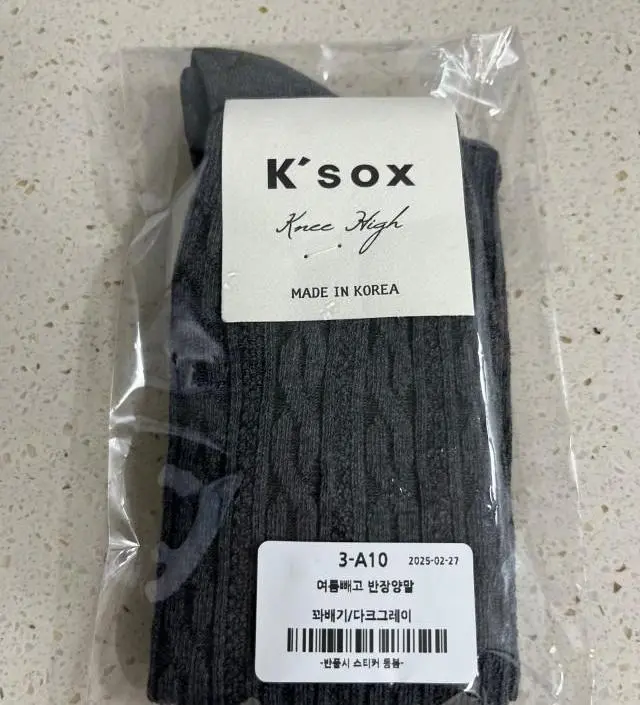 K'sox
Knee High
MADE IN KOREA
3-A10 2025-02-27
여름빼고 반장양말
꽈배기/다크그레이
-반품시 스티커 동봉-